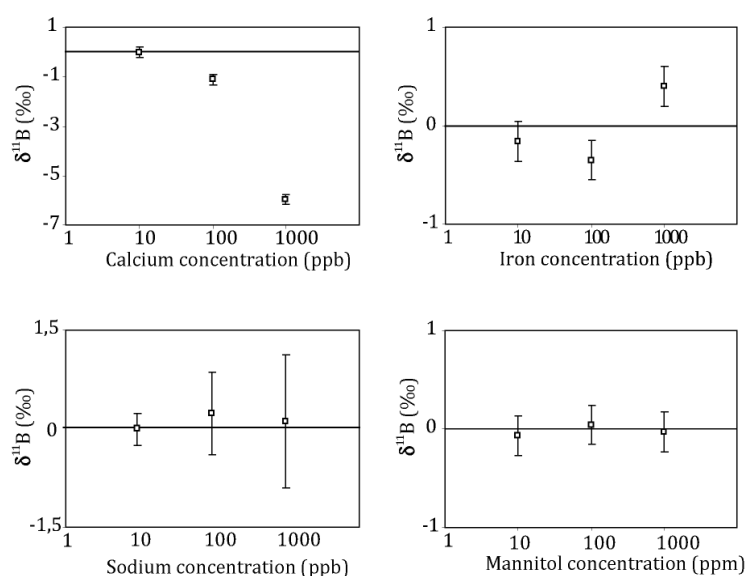 1
-1
-3
-5
-7
δ¹¹B (‰)
1 10 100 1000
Calcium concentration (ppb)
1
0
-1
δ¹¹B (‰)
1 10 100 1000
Iron concentration (ppb)
1,5
0
-1,5
δ¹¹B (‰)
1 10 100 1000
Sodium concentration (ppb)
1
0
-1
δ¹¹B (‰)
1 10 100 1000
Mannitol concentration (ppm)